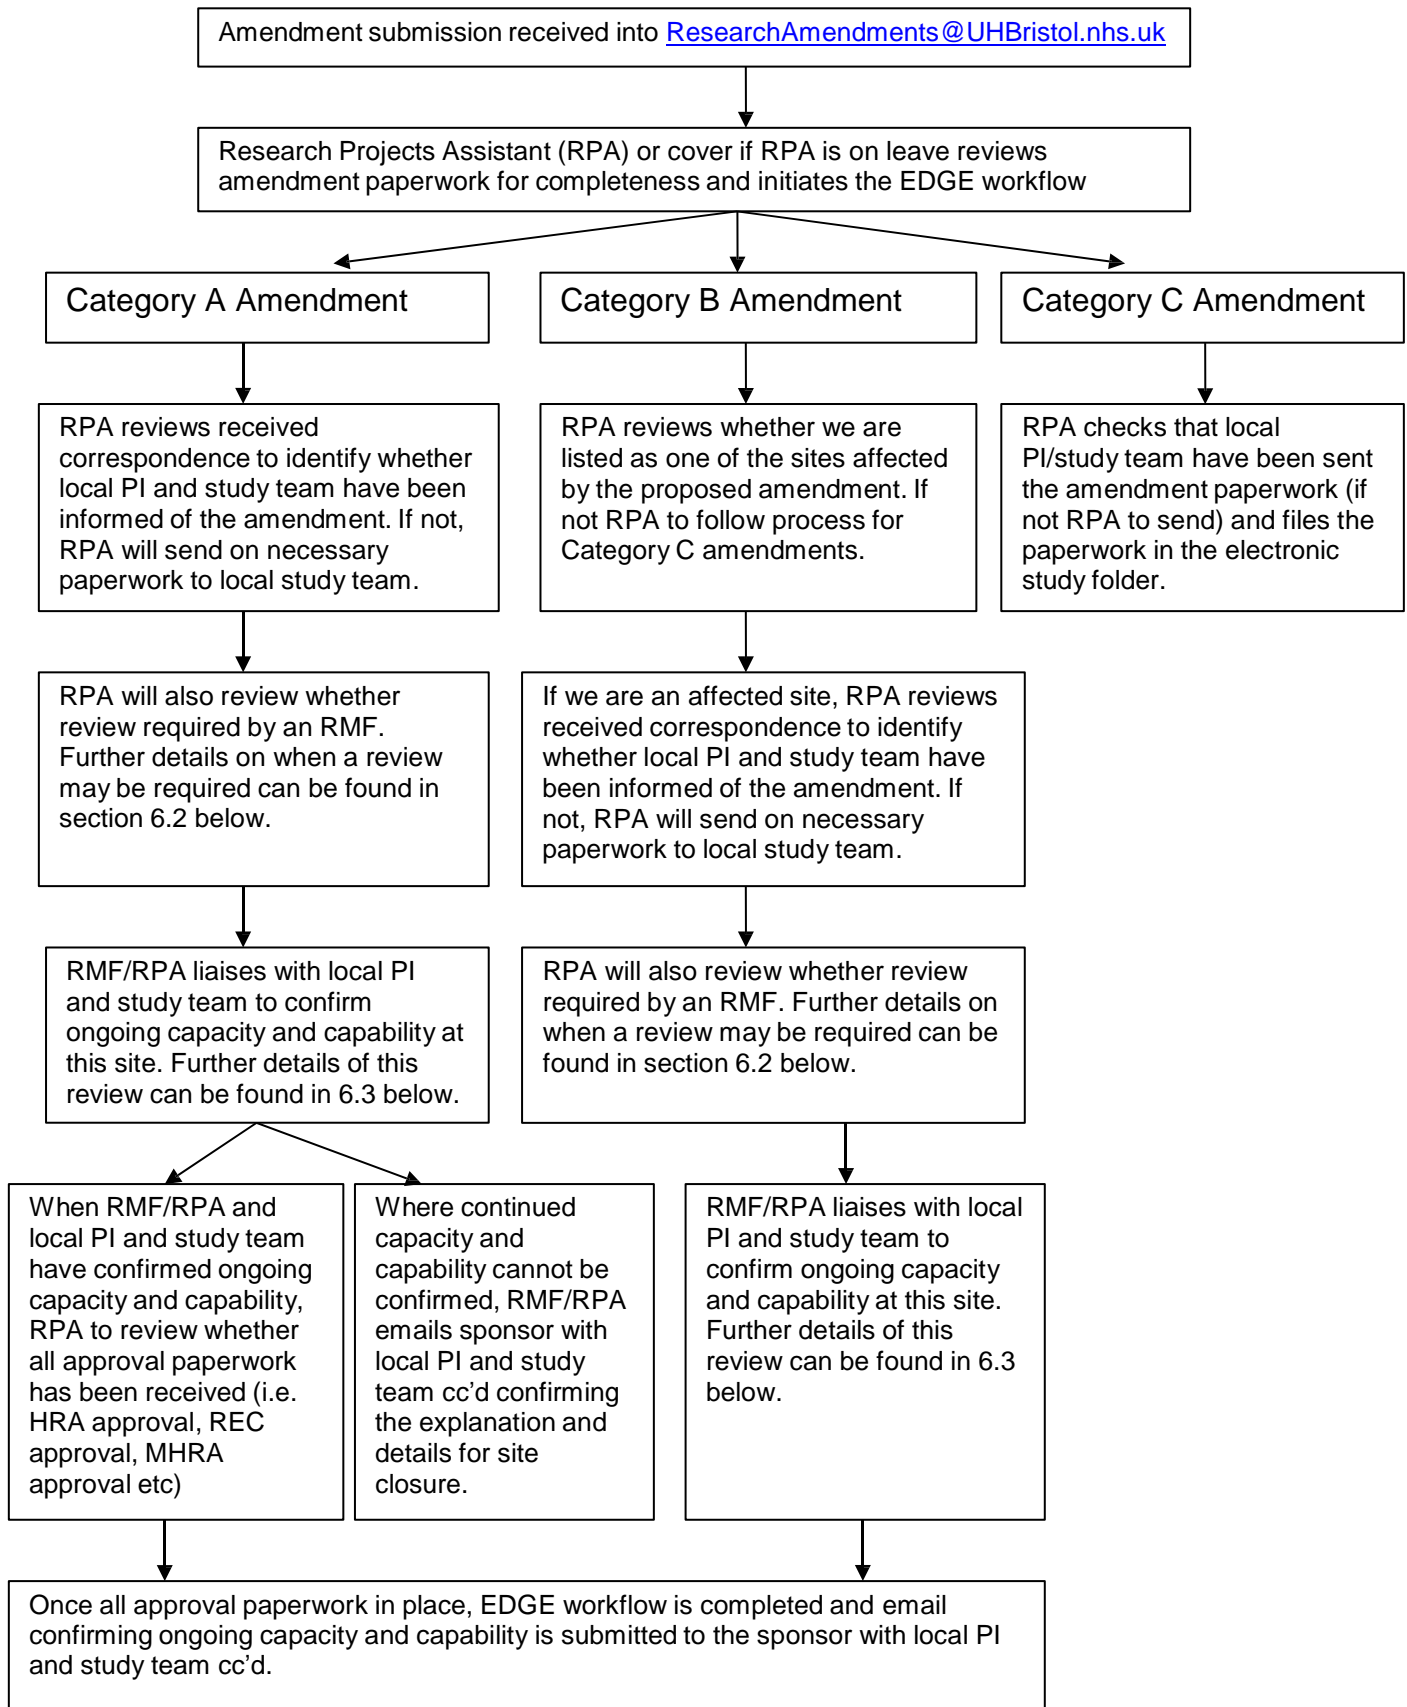 Amendment submission received into ResearchAmendments@UHBristol.nhs.uk
Research Projects Assistant (RPA) or cover if RPA is on leave reviews
amendment paperwork for completeness and initiates the EDGE workflow
Category A Amendment
Category B Amendment
Category C Amendment
RPA reviews received
correspondence to identify whether
local PI and study team have been
informed of the amendment. If not,
RPA will send on necessary
paperwork to local study team.
RPA reviews whether we are
listed as one of the sites affected
by the proposed amendment. If
not RPA to follow process for
Category C amendments.
RPA checks that local
PI/study team have been sent
the amendment paperwork (if
not RPA to send) and files the
paperwork in the electronic
study folder.
RPA will also review whether
review required by an RMF.
Further details on when a review
may be required can be found in
section 6.2 below.
If we are an affected site, RPA reviews
received correspondence to identify
whether local PI and study team have
been informed of the amendment. If
not, RPA will send on necessary
paperwork to local study team.
RMF/RPA liaises with local PI
and study team to confirm
ongoing capacity and capability at
this site. Further details of this
review can be found in 6.3 below.
RPA will also review whether review
required by an RMF. Further details on
when a review may be required can be
found in section 6.2 below.
When RMF/RPA and
local PI and study team
have confirmed ongoing
capacity and capability,
RPA to review whether
all approval paperwork
has been received (i.e.
HRA approval, REC
approval, MHRA
approval etc)
Where continued
capacity and
capability cannot be
confirmed, RMF/RPA
emails sponsor with
local PI and study
team cc’d confirming
the explanation and
details for site
closure.
RMF/RPA liaises with local
PI and study team to
confirm ongoing capacity
and capability at this site.
Further details of this
review can be found in 6.3
below.
Once all approval paperwork in place, EDGE workflow is completed and email
confirming ongoing capacity and capability is submitted to the sponsor with local PI
and study team cc’d.